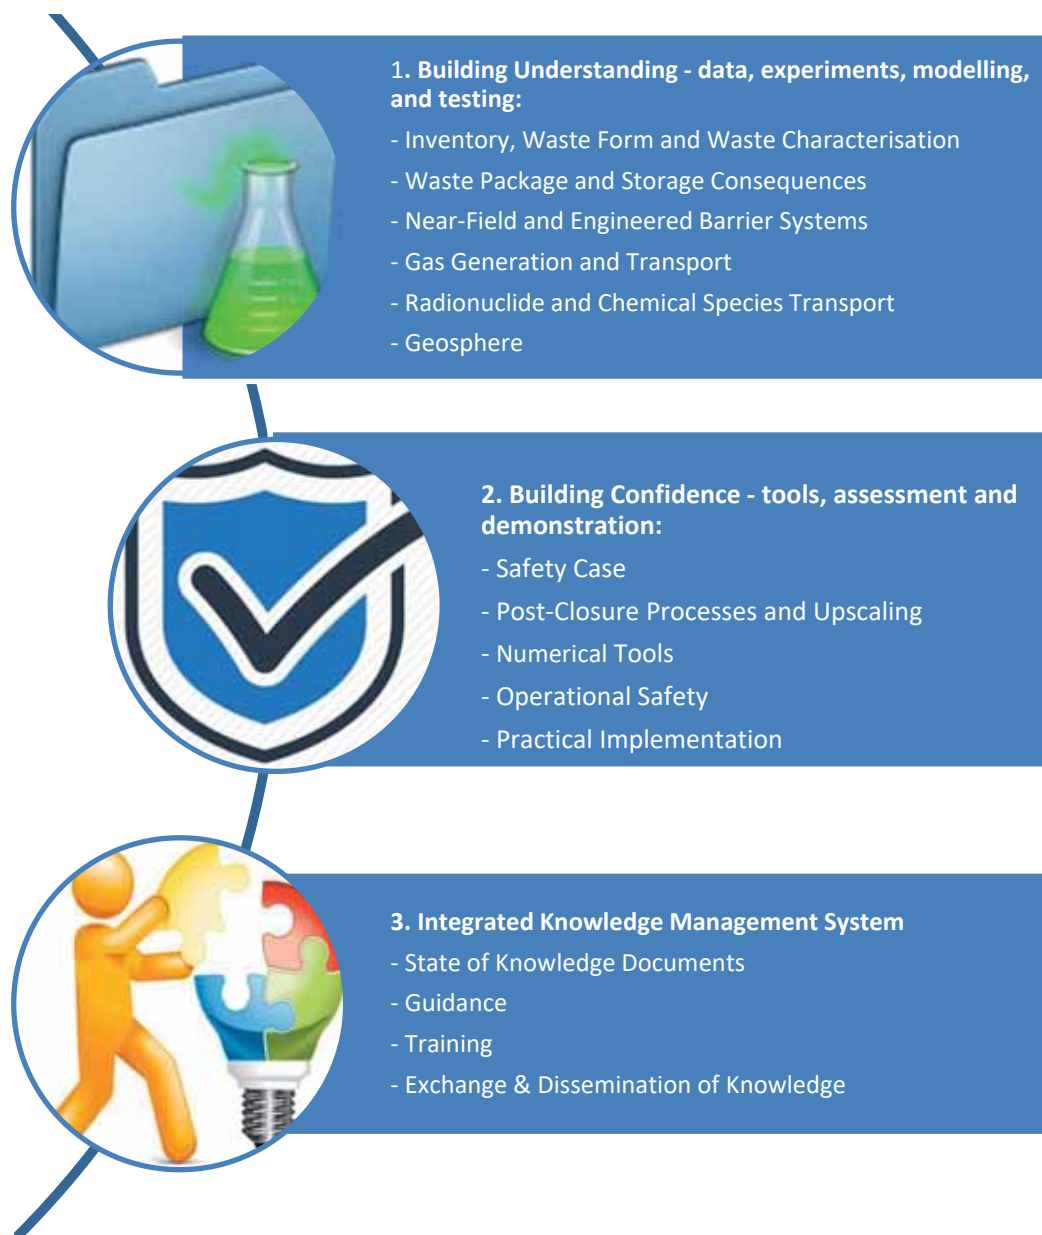 1. Building Understanding - data, experiments, modelling,
and testing:
- Inventory, Waste Form and Waste Characterisation
- Waste Package and Storage Consequences
- Near-Field and Engineered Barrier Systems
- Gas Generation and Transport
- Radionuclide and Chemical Species Transport
- Geosphere
2. Building Confidence - tools, assessment and
demonstration:
- Safety Case
- Post-Closure Processes and Upscaling
- Numerical Tools
- Operational Safety
- Practical Implementation
3. Integrated Knowledge Management System
- State of Knowledge Documents
- Guidance
- Training
- Exchange & Dissemination of Knowledge